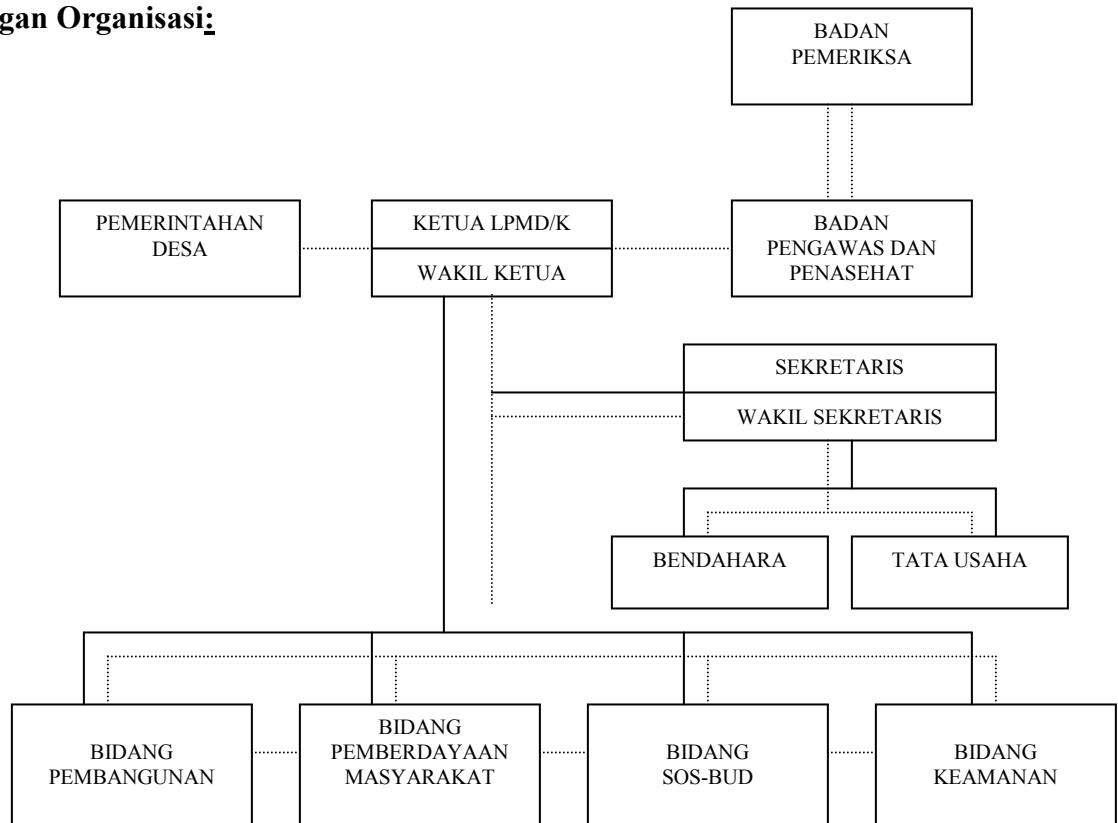 gan Organisasi:
BADAN
PEMERIKSA
PEMERINTAHAN
DESA
KETUA LPMD/K
WAKIL KETUA
BADAN
PENGAWAS DAN
PENASEHAT
SEKRETARIS
WAKIL SEKRETARIS
BENDAHARA
TATA USAHA
BIDANG
PEMBANGUNAN
BIDANG
PEMBERDAYAAN
MASYARAKAT
BIDANG
SOS-BUD
BIDANG
KEAMANAN